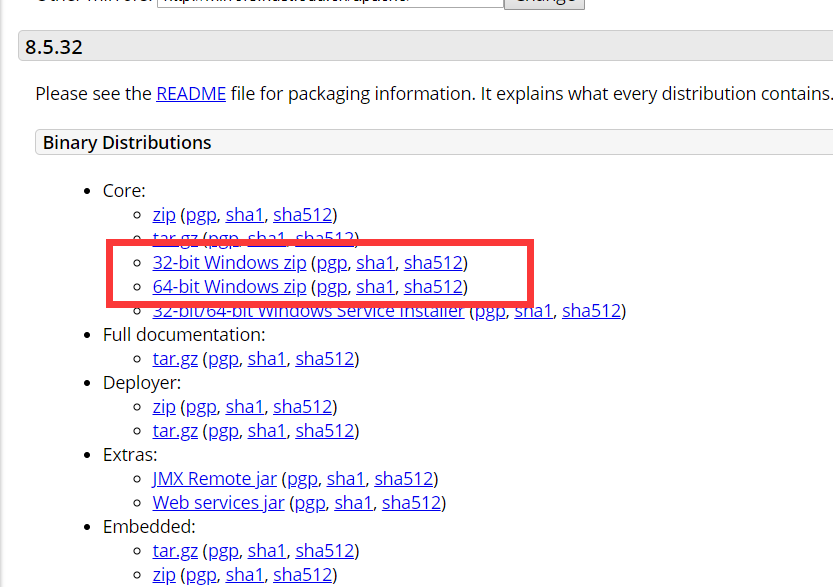 8.5.32
Please see the README file for packaging information. It explains what every distribution contains.
Binary Distributions
Core:
zip (pgp, sha1, sha512)
tar.gz (pgp, sha1, sha512)
32-bit Windows zip (pgp, sha1, sha512)
64-bit Windows zip (pgp, sha1, sha512)
32-bit/64-bit Windows Service Installer (pgp, sha1, sha512)
Full documentation:
tar.gz (pgp, sha1, sha512)
Deployer:
zip (pgp, sha1, sha512)
tar.gz (pgp, sha1, sha512)
Extras:
JMX Remote jar (pgp, sha1, sha512)
Web services jar (pgp, sha1, sha512)
Embedded:
tar.gz (pgp, sha1, sha512)
zip (pgp, sha1, sha512)